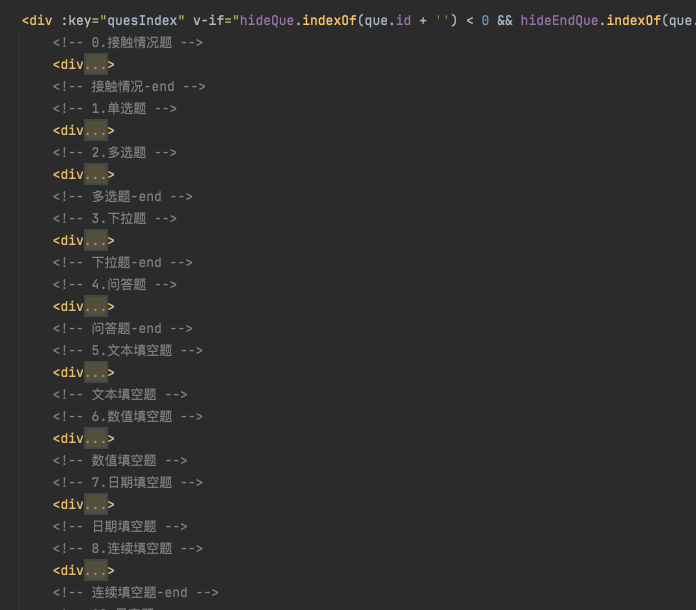 <div :key="quesIndex" v-if="hideQue.indexOf(que.id + '') < 0 && hideEndQue.indexOf(que.
<!-- 0.接触情况题 -->
<div...>
<!-- 接触情况-end -->
<!-- 1.单选题 -->
<div...>
<!-- 2.多选题 -->
<div...>
<!-- 多选题-end -->
<!-- 3.下拉题 -->
<div...>
<!-- 下拉题-end -->
<!-- 4.问答题 -->
<div...>
<!-- 问答题-end -->
<!-- 5.文本填空题 -->
<div...>
<!-- 文本填空题 -->
<!-- 6.数值填空题 -->
<div...>
<!-- 数值填空题 -->
<!-- 7.日期填空题 -->
<div...>
<!-- 日期填空题 -->
<!-- 8.连续填空题 -->
<div...>
<!-- 连续填空题-end -->